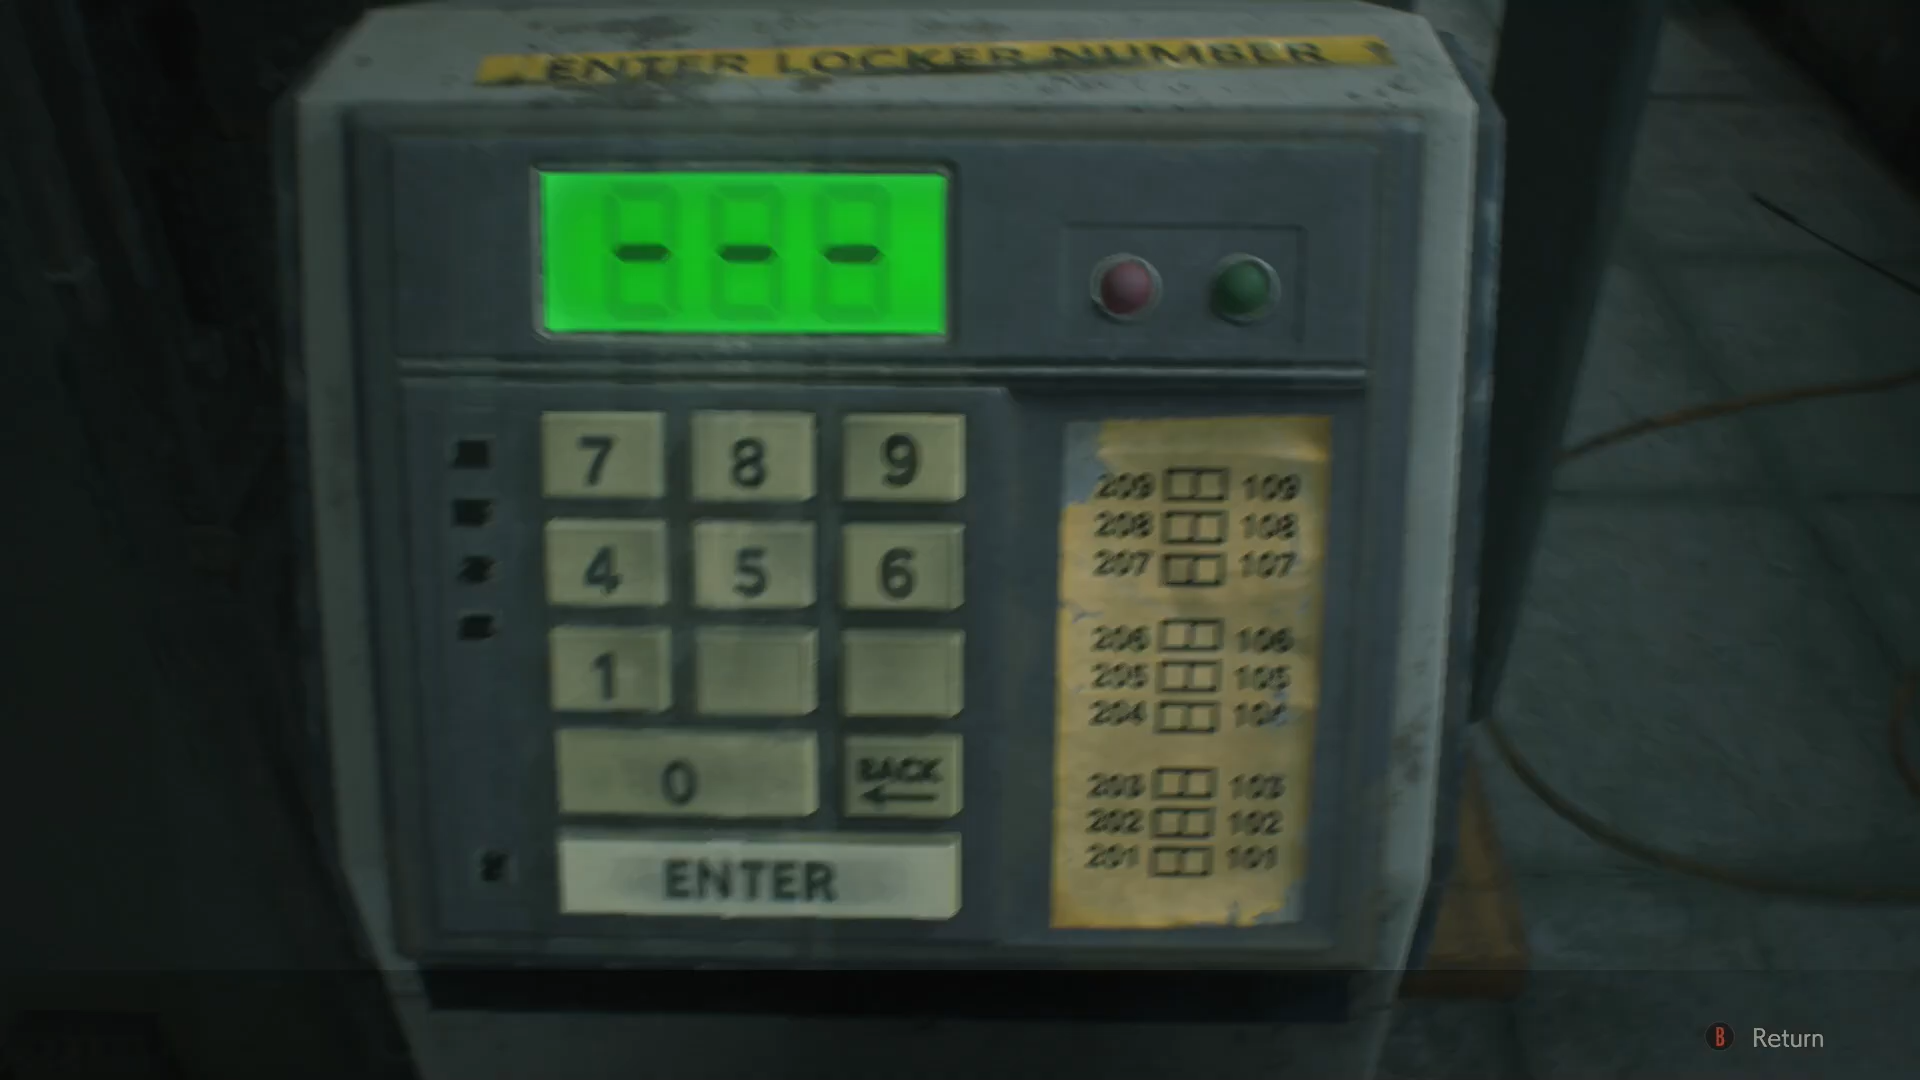 ENTER LOCKER NUMBER
- - -
7 8 9
4 5 6
1
0 BACK
ENTER
209 109
208 108
207 107
206 106
205 105
204 104
203 103
202 102
201 101
B Return